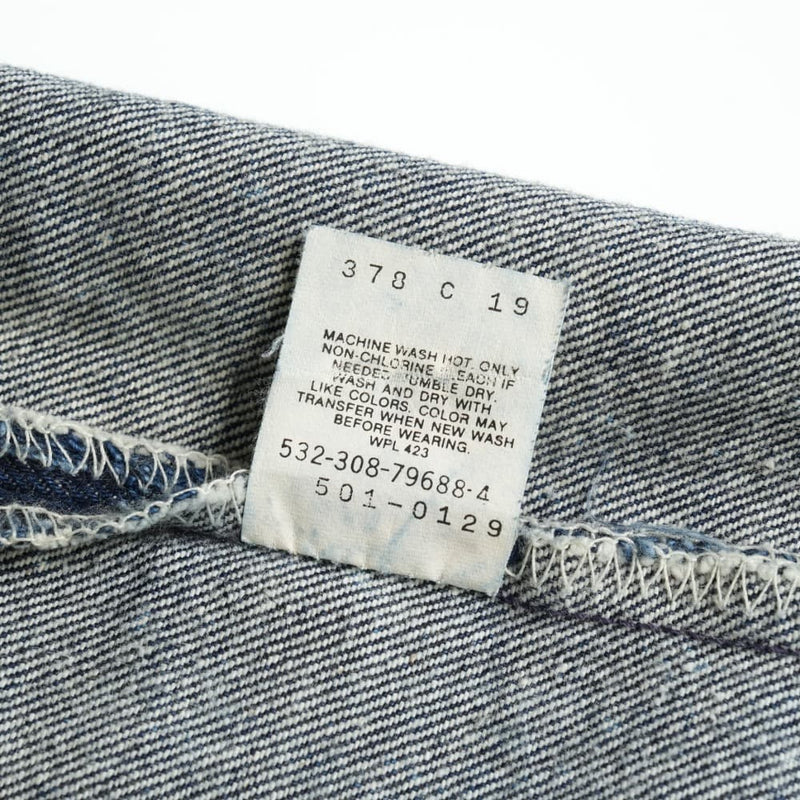 378 C 19
MACHINE WASH HOT. ONLY
NON-CHLORINE BLEACH IF
NEEDED. TUMBLE DRY.
WASH AND DRY WITH
LIKE COLORS. COLOR MAY
TRANSFER WHEN NEW WASH
BEFORE WEARING.
WPL 423
532-308-79688-4
501-0129